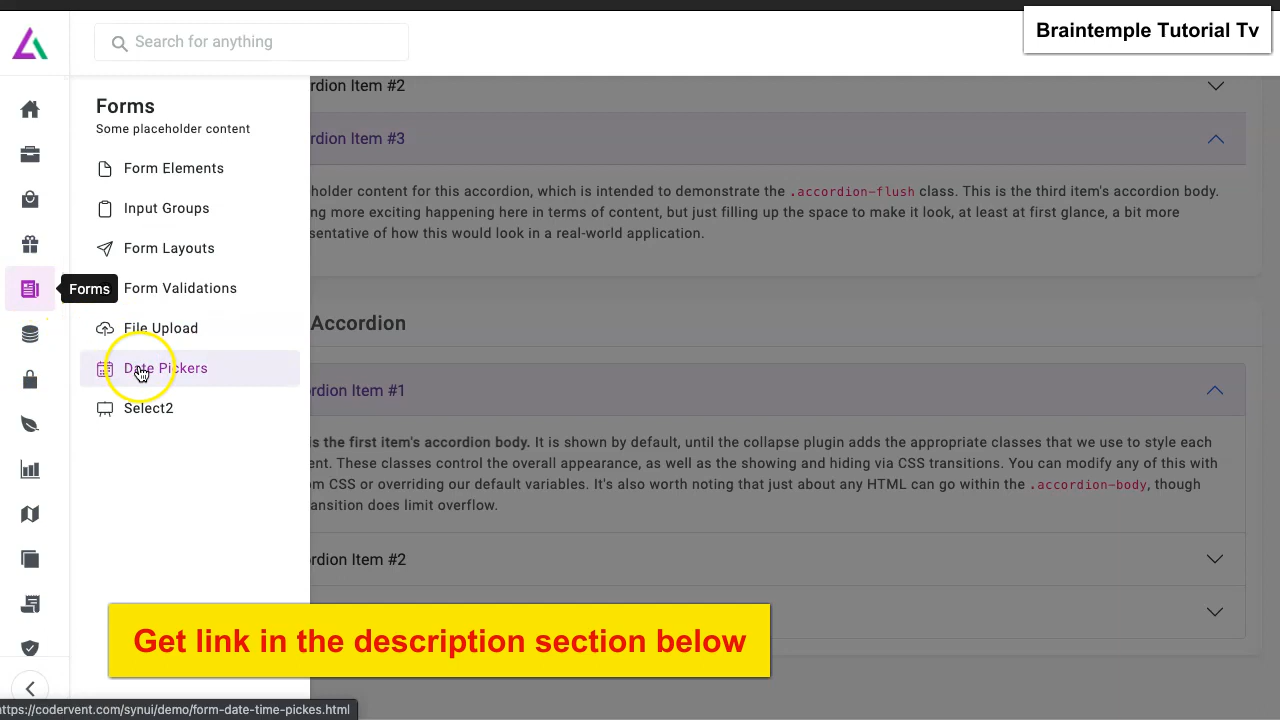 Braintemple Tutorial Tv
Search for anything
Forms
Some placeholder content
Form Elements
Input Groups
Form Layouts
Forms
Form Validations
File Upload
Date Pickers
Select2
rdion Item #2
rdion Item #3
holder content for this accordion, which is intended to demonstrate the .accordion-flush class. This is the third item's accordion body.
ng more exciting happening here in terms of content, but just filling up the space to make it look, at least at first glance, a bit more
sentative of how this would look in a real-world application.
Accordion
rdion Item #1
s the first item's accordion body. It is shown by default, until the collapse plugin adds the appropriate classes that we use to style each
ent. These classes control the overall appearance, as well as the showing and hiding via CSS transitions. You can modify any of this with
om CSS or overriding our default variables. It's also worth noting that just about any HTML can go within the .accordion-body, though
ansition does limit overflow.
rdion Item #2
Get link in the description section below
https://codervent.com/synui/demo/form-date-time-pickes.html